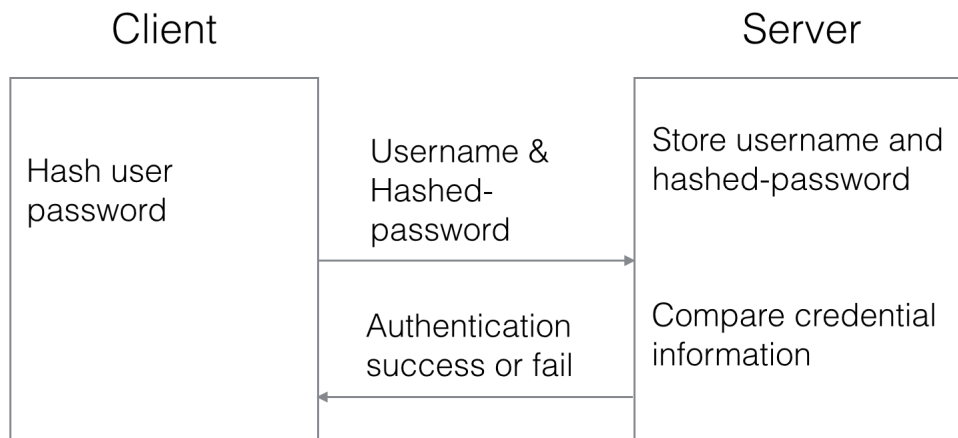 Client
Server
Hash user
password
Username &
Hashed-
password
Authentication
success or fail
Store username and
hashed-password
Compare credential
information